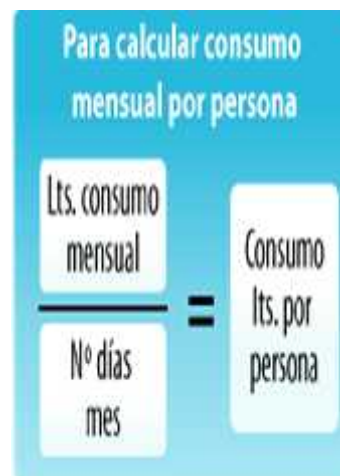 Para calcular consumo
mensual por persona
Lts. consumo
mensual
Nº días
mes
=
Consumo
lts. por
persona